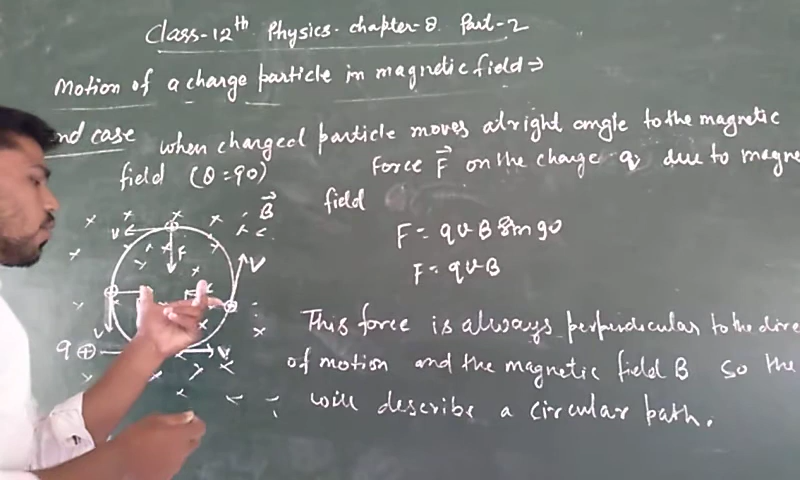 Class-12th Physics. chapter-8. Part-2
Motion of a charge particle in magnetic field →
nd case when charged particle moves at right angle to the magnetic
field (θ = 90)
Force F⃗ on the charge q, due to magne
field
F = qvB Sin 90
F = qvB
This force is always perpendicular to the dire
of motion and the magnetic field B so the
will describe a circular path.
B⃗
V
F
V
q ⊕
V